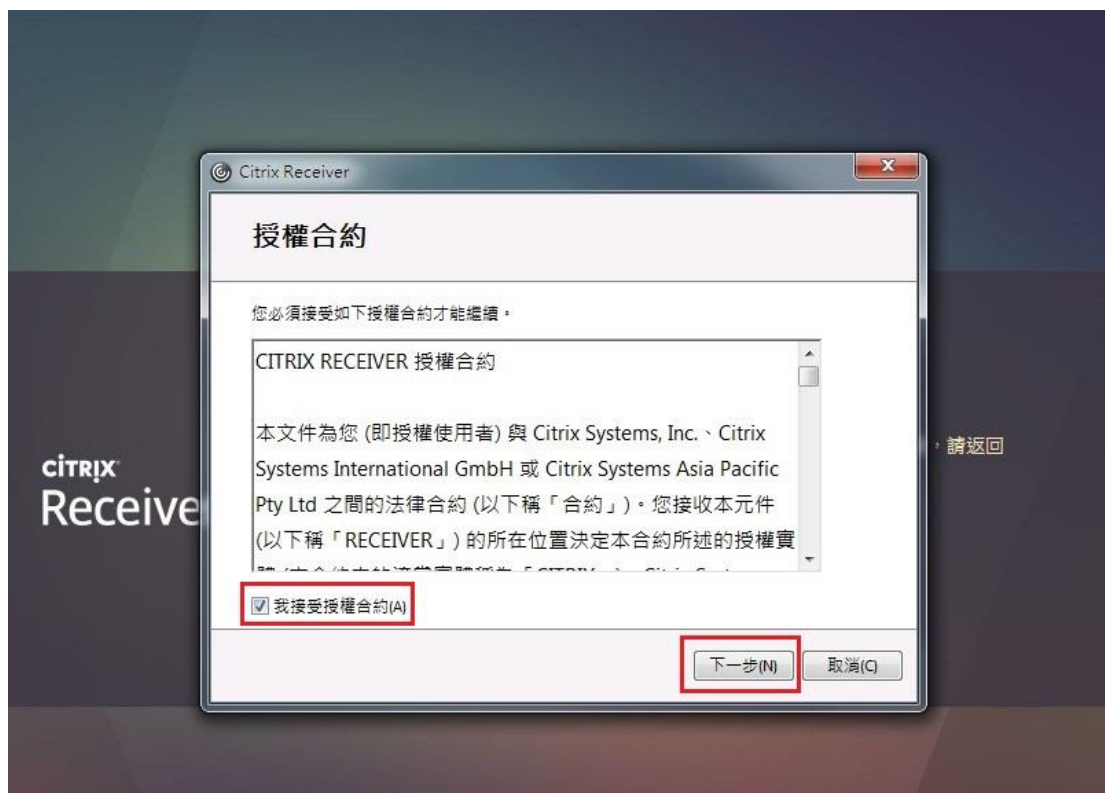 Citrix Receiver
授權合約
您必須接受如下授權合約才能繼續。
CITRIX RECEIVER 授權合約
本文件為您 (即授權使用者) 與 Citrix Systems, Inc.、Citrix
Systems International GmbH 或 Citrix Systems Asia Pacific
Pty Ltd 之間的法律合約 (以下稱「合約」)。您接收本元件
(以下稱「RECEIVER」) 的所在位置決定本合約所述的授權實
我接受授權合約(A)
下一步(N)
取消(C)
CITRIX
Receive
，請返回